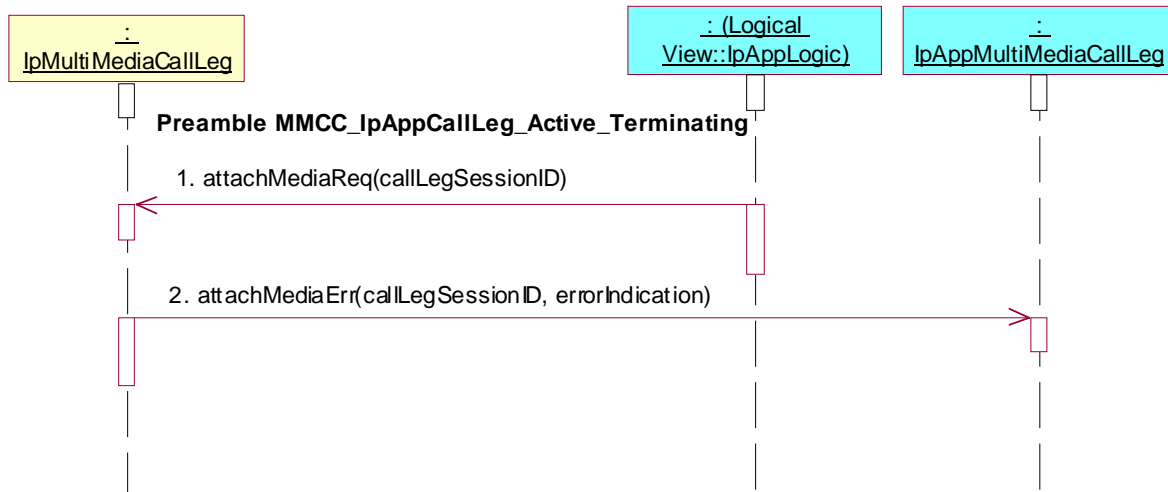 :
IpMultiMediaCallLeg
: (Logical
View::IpAppLogic)
:
IpAppMultiMediaCallLeg
Preamble MMCC_IpAppCallLeg_Active_Terminating
1. attachMediaReq(callLegSessionID)
2. attachMediaErr(callLegSessionID, errorIndication)